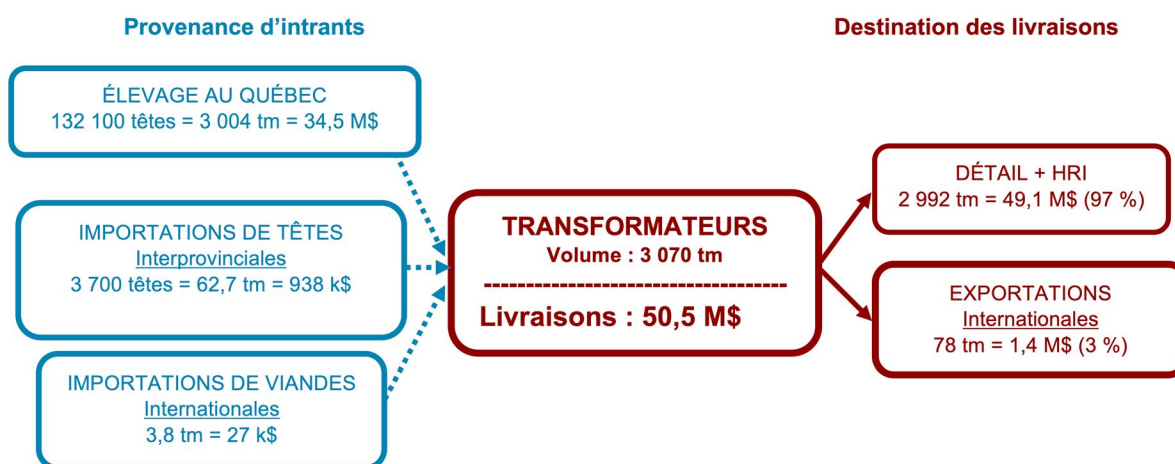 Provenance d’intrants
Destination des livraisons
ÉLEVAGE AU QUÉBEC
132 100 têtes = 3 004 tm = 34,5 M$
IMPORTATIONS DE TÊTES
Interprovinciales
3 700 têtes = 62,7 tm = 938 k$
IMPORTATIONS DE VIANDES
Internationales
3,8 tm = 27 k$
TRANSFORMATEURS
Volume : 3 070 tm
------------------------------------
Livraisons : 50,5 M$
DÉTAIL + HRI
2 992 tm = 49,1 M$ (97 %)
EXPORTATIONS
Internationales
78 tm = 1,4 M$ (3 %)